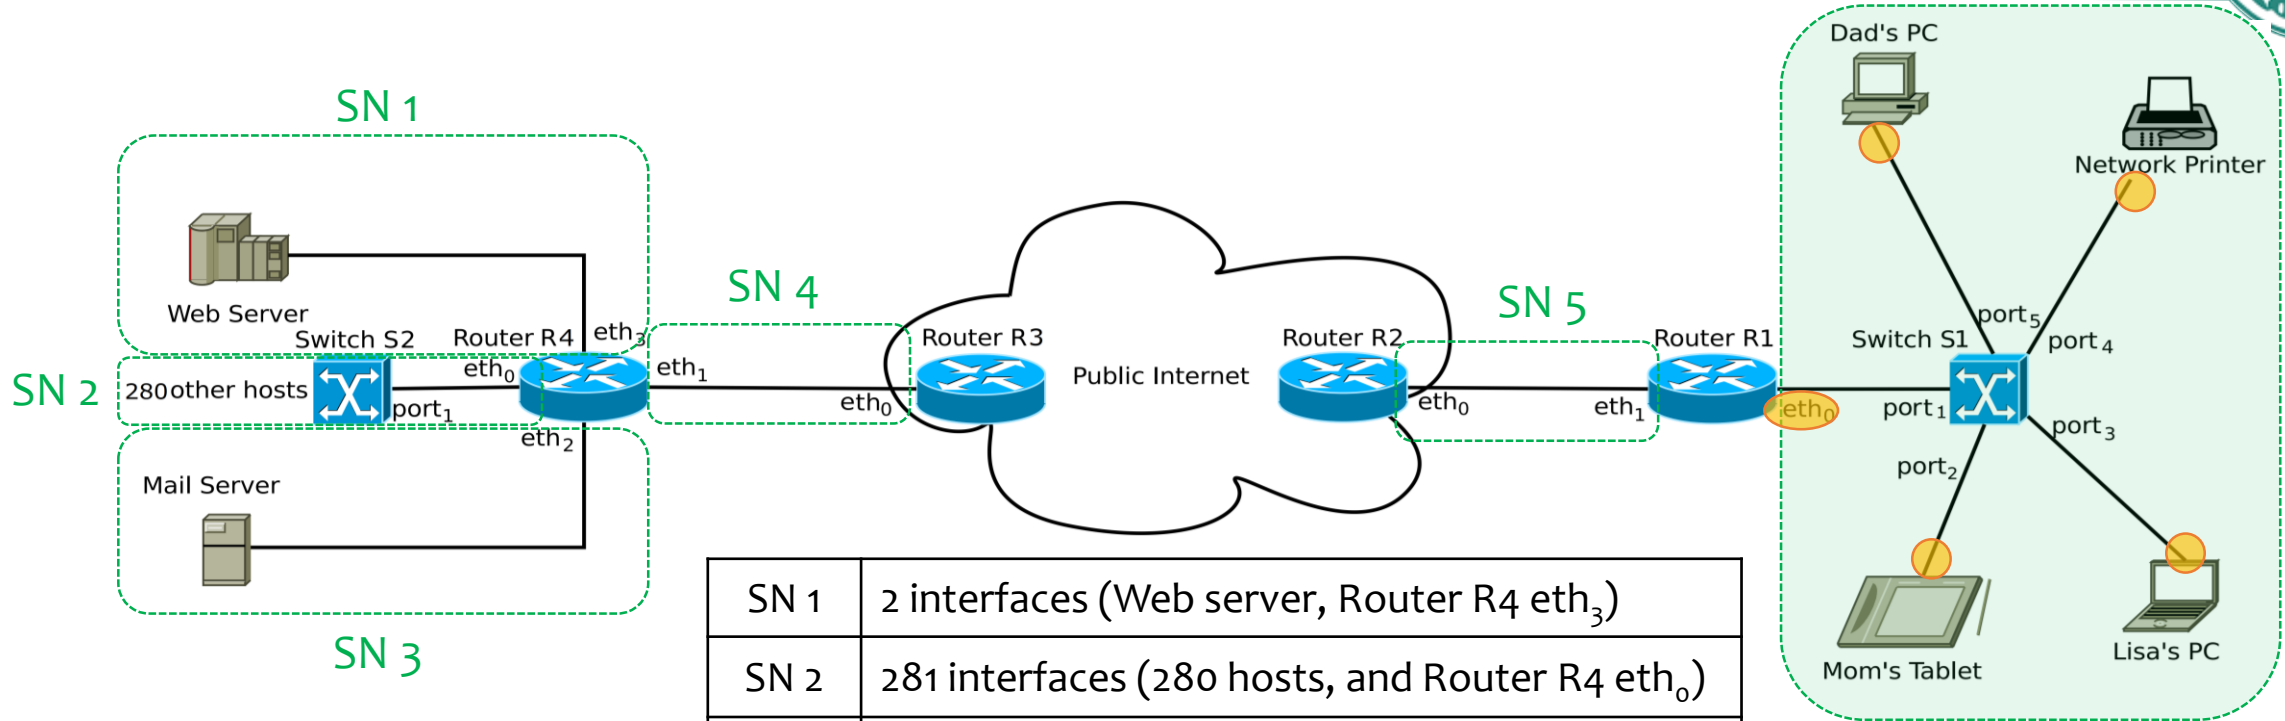 SN 1
Web Server
Switch S2
Router R4
eth3
SN 2
280 other hosts
port1
eth0
eth1
eth2
Mail Server
SN 3
SN 4
eth0
Router R3
Public Internet
Router R2
eth0
SN 5
eth1
Router R1
eth0
Dad's PC
Network Printer
port5
port4
Switch S1
port1
port3
port2
Mom's Tablet
Lisa's PC
SN 1 2 interfaces (Web server, Router R4 eth3)
SN 2 281 interfaces (280 hosts, and Router R4 eth0)